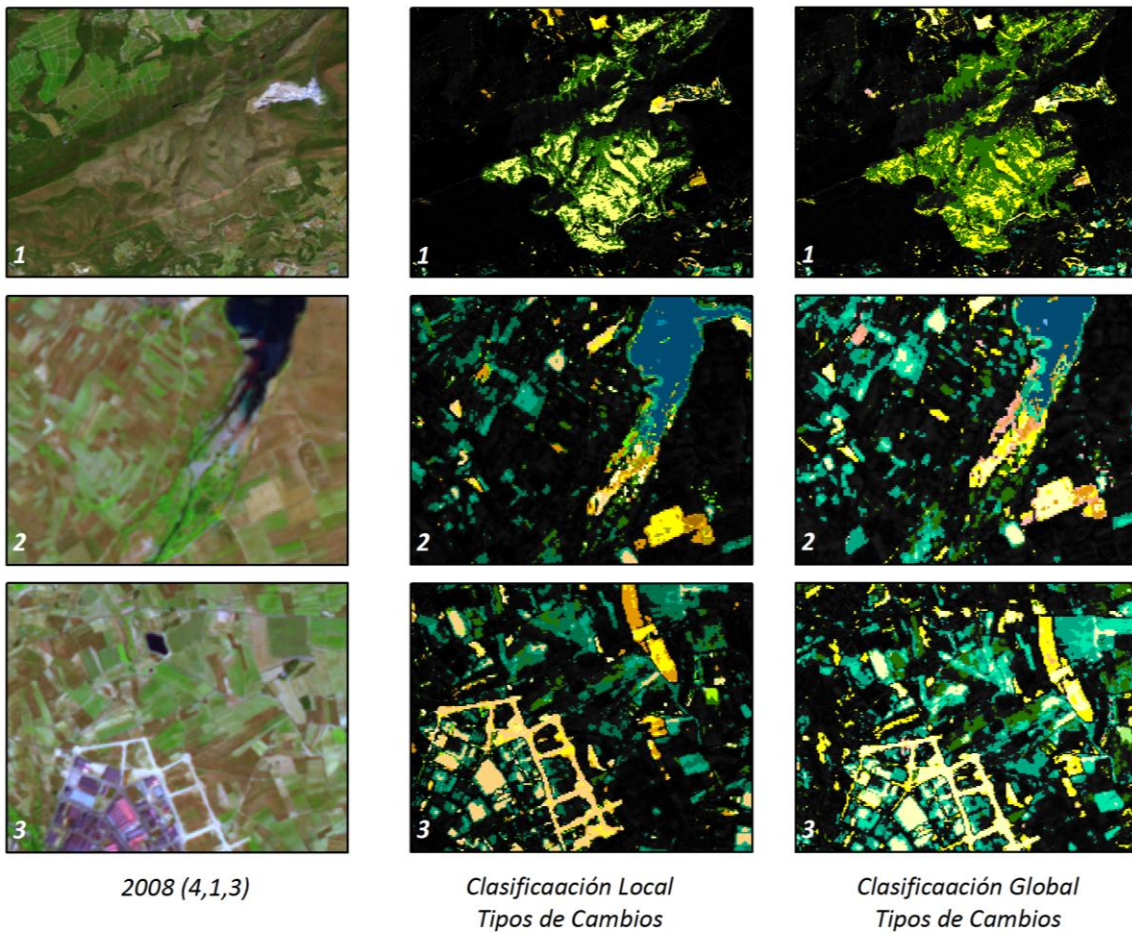 1
1
1
2
2
2
3
3
3
2008 (4,1,3)
Clasificaación Local
Tipos de Cambios
Clasificación Global
Tipos de Cambios